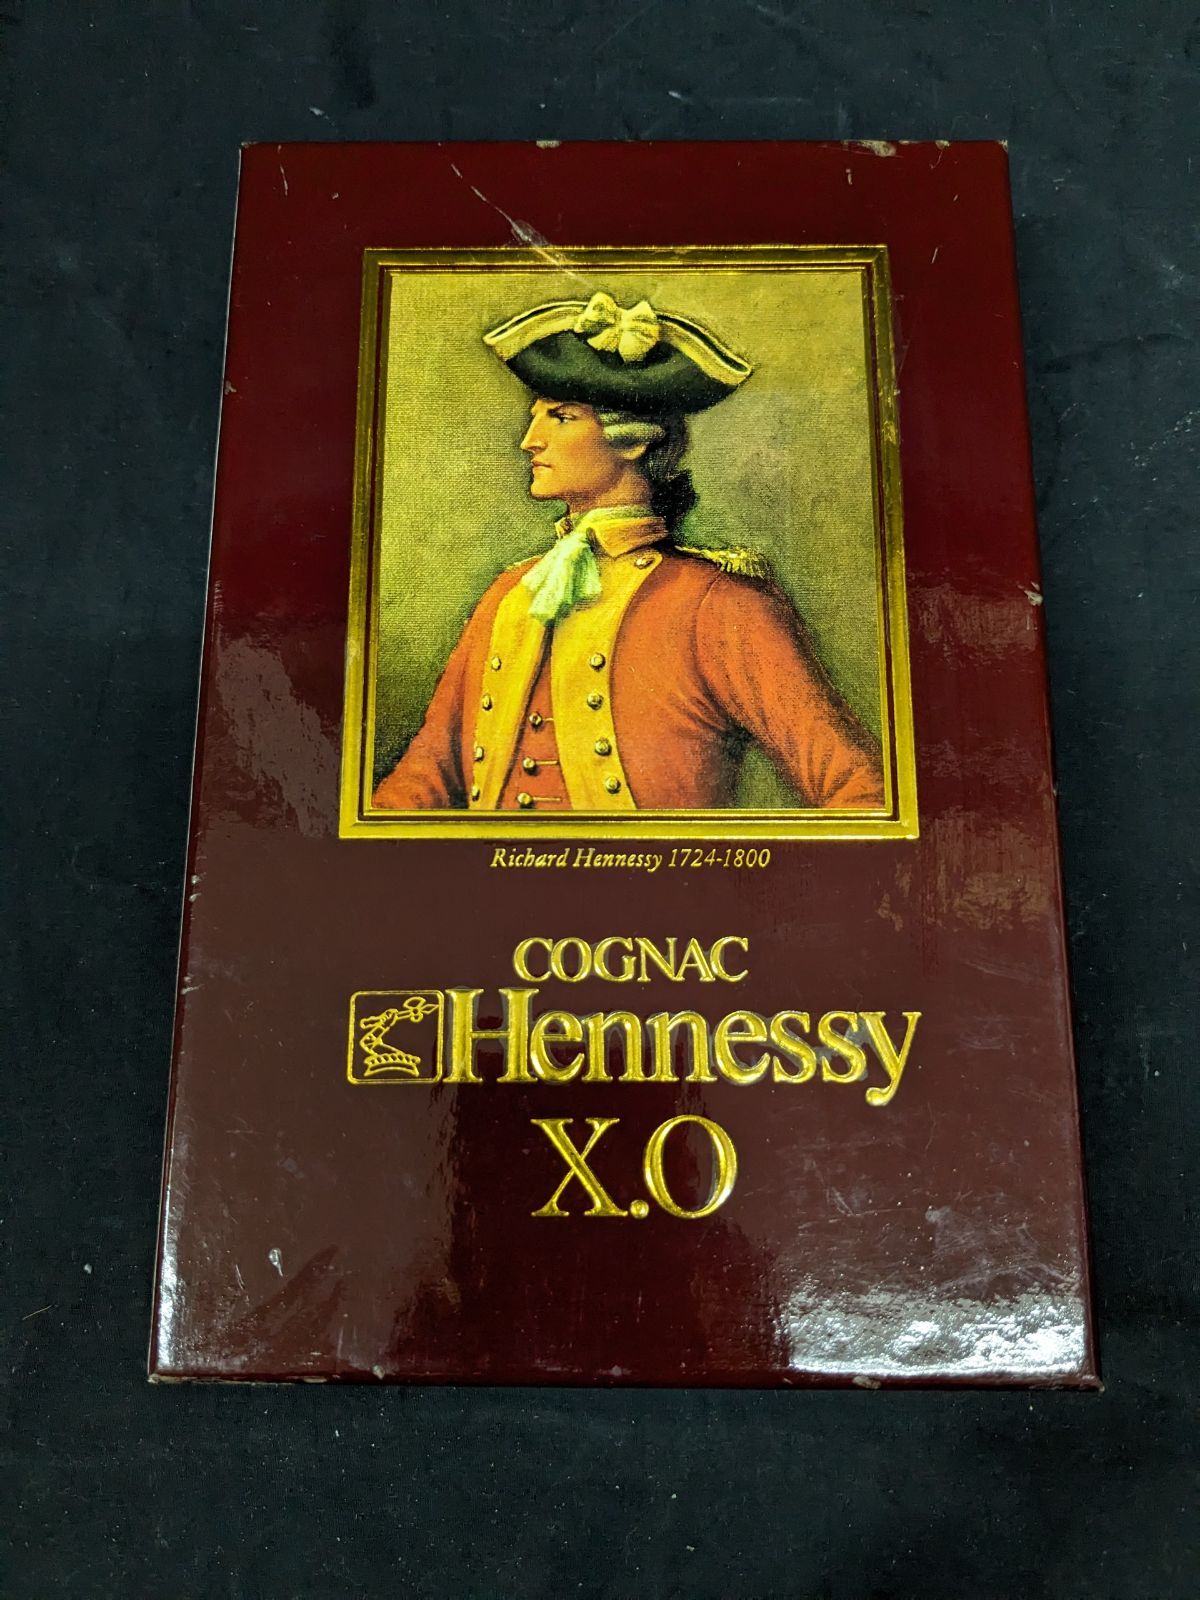 Richard Hennessy 1724-1800
COGNAC
Hennessy
X.O